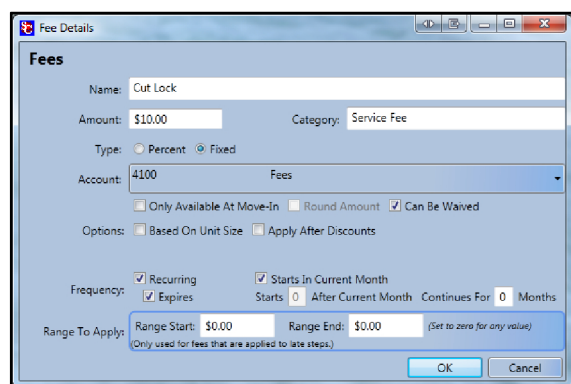 Fee Details
Fees
Name: Cut Lock
Amount: $10.00 Category: Service Fee
Type: Percent Fixed
Account: 4100 Fees
Only Available At Move-In Round Amount Can Be Waived
Options: Based On Unit Size Apply After Discounts
Recurring Starts In Current Month
Frequency: Expires Starts 0 After Current Month Continues For 0 Months
Range To Apply: Range Start: $0.00 Range End: $0.00 (Set to zero for any value)
(Only used for fees that are applied to late steps.)
OK Cancel